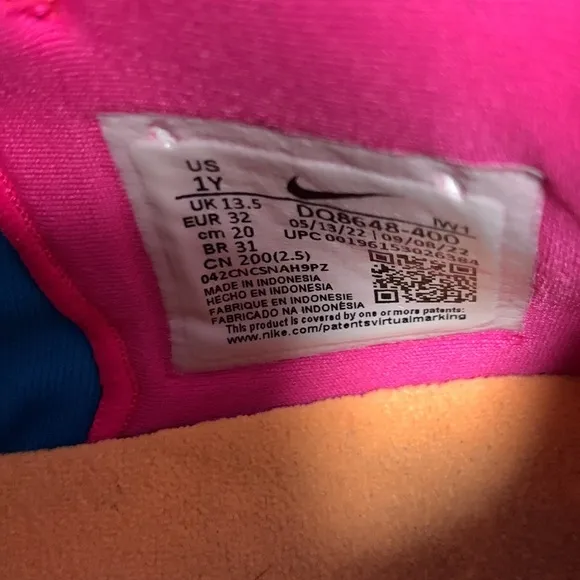 US
1Y
UK 13.5
EUR 32
cm 20
BR 31
CN 200(2.5)
DQ8648-400 IW1
05/13/22 | 09/08/22
UPC 00196153026384
042CNCSNAH9PZ
MADE IN INDONESIA
HECHO EN INDONESIA
FABRIQUE EN INDONESIE
FABRICADO NA INDONÉSIA
This product is covered by one or more patents:
www.nike.com/patentsvirtualmarking